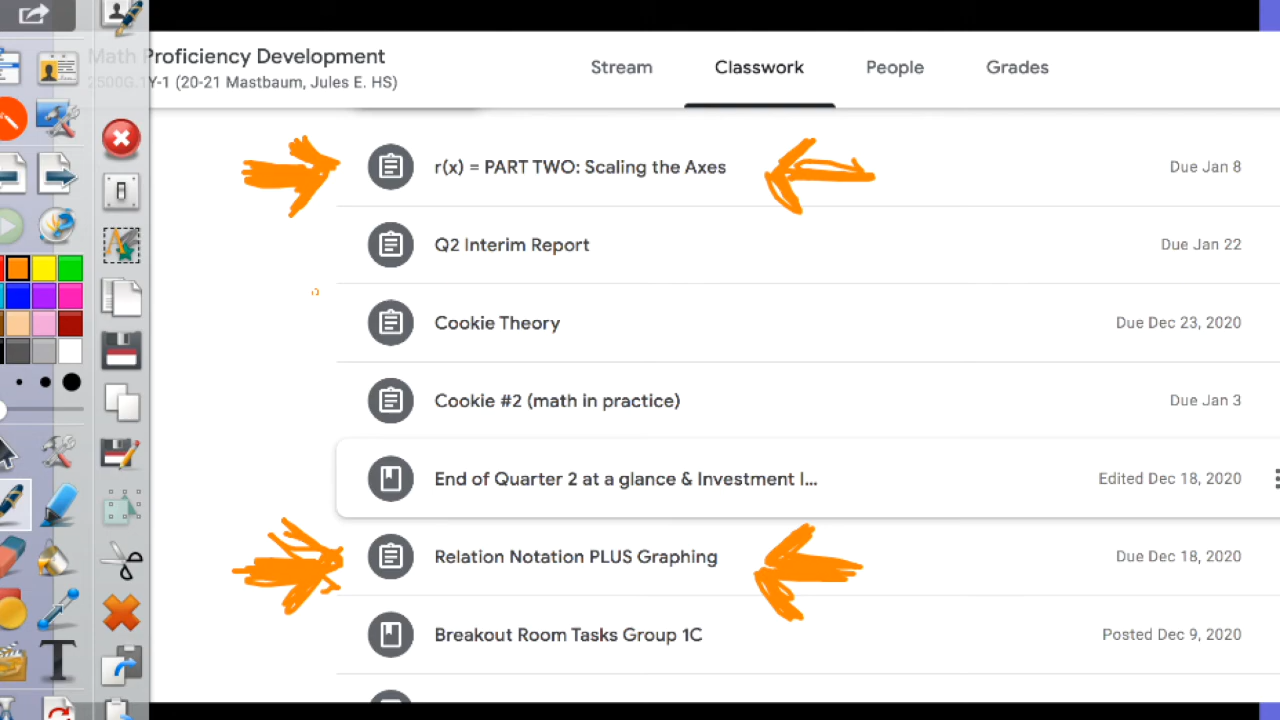 Math Proficiency Development
2500G.1Y-1 (20-21 Mastbaum, Jules E. HS)
Stream Classwork People Grades
r(x) = PART TWO: Scaling the Axes Due Jan 8
Q2 Interim Report Due Jan 22
Cookie Theory Due Dec 23, 2020
Cookie #2 (math in practice) Due Jan 3
End of Quarter 2 at a glance & Investment I... Edited Dec 18, 2020
Relation Notation PLUS Graphing Due Dec 18, 2020
Breakout Room Tasks Group 1C Posted Dec 9, 2020